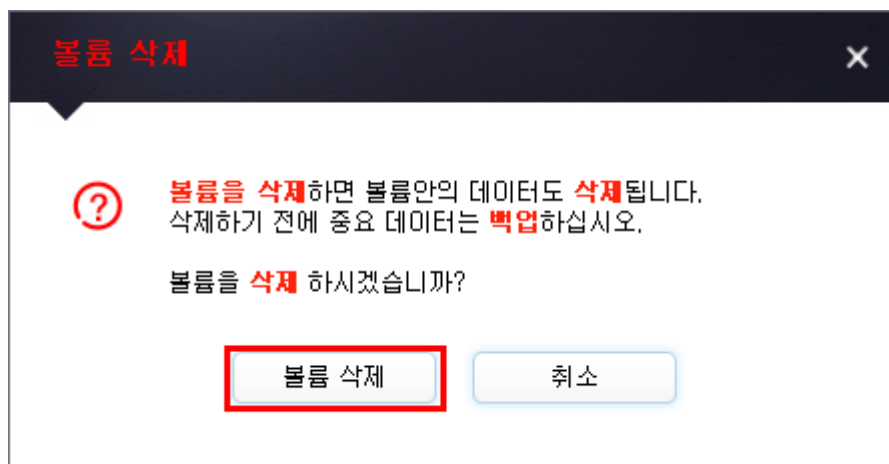 볼륨 삭제
볼륨을 삭제하면 볼륨안의 데이터도 삭제됩니다.
삭제하기 전에 중요 데이터는 백업하십시오.
볼륨을 삭제 하시겠습니까?
볼륨 삭제
취소